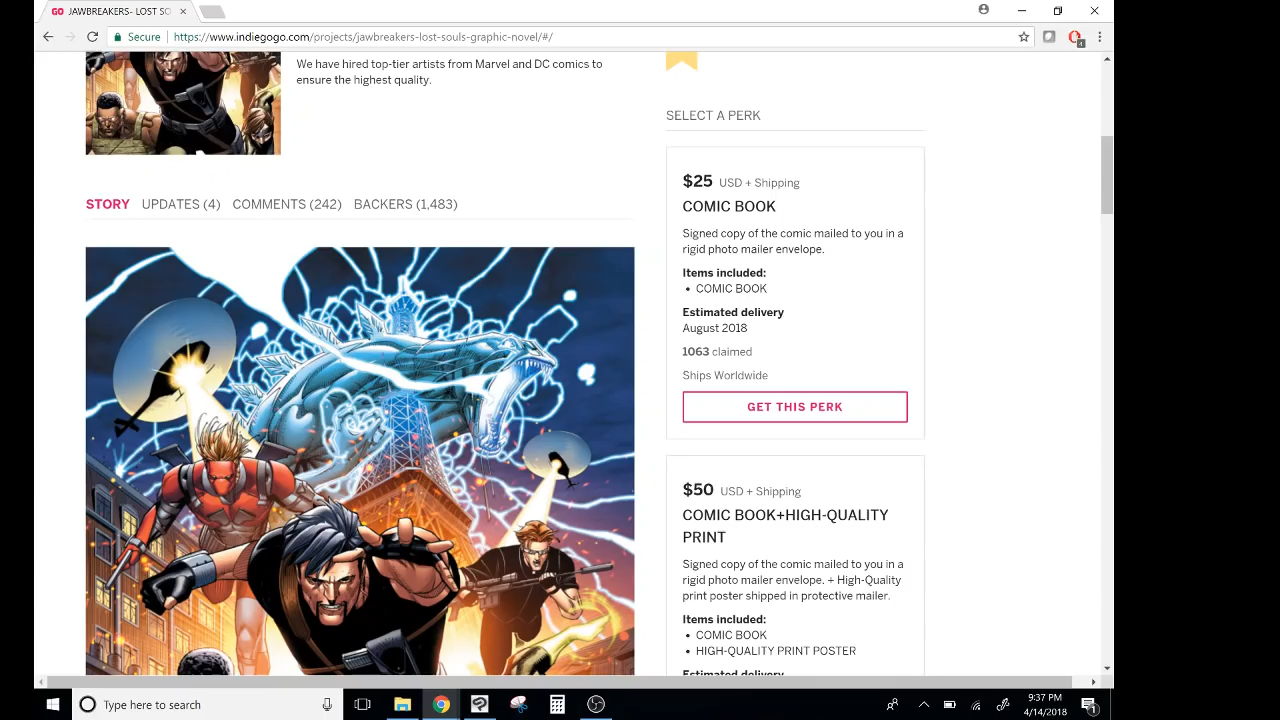 GO JAWBREAKERS- LOST SO
Secure https://www.indiegogo.com/projects/jawbreakers-lost-souls-graphic-novel/#/
4
We have hired top-tier artists from Marvel and DC comics to
ensure the highest quality.
STORY UPDATES (4) COMMENTS (242) BACKERS (1,483)
SELECT A PERK
$25 USD + Shipping
COMIC BOOK
Signed copy of the comic mailed to you in a
rigid photo mailer envelope.
Items included:
• COMIC BOOK
Estimated delivery
August 2018
1063 claimed
Ships Worldwide
GET THIS PERK
$50 USD + Shipping
COMIC BOOK+HIGH-QUALITY
PRINT
Signed copy of the comic mailed to you in a
rigid photo mailer envelope. + High-Quality
print poster shipped in protective mailer.
Items included:
• COMIC BOOK
• HIGH-QUALITY PRINT POSTER
Estimated delivery
Type here to search
9:37 PM
4/14/2018
1